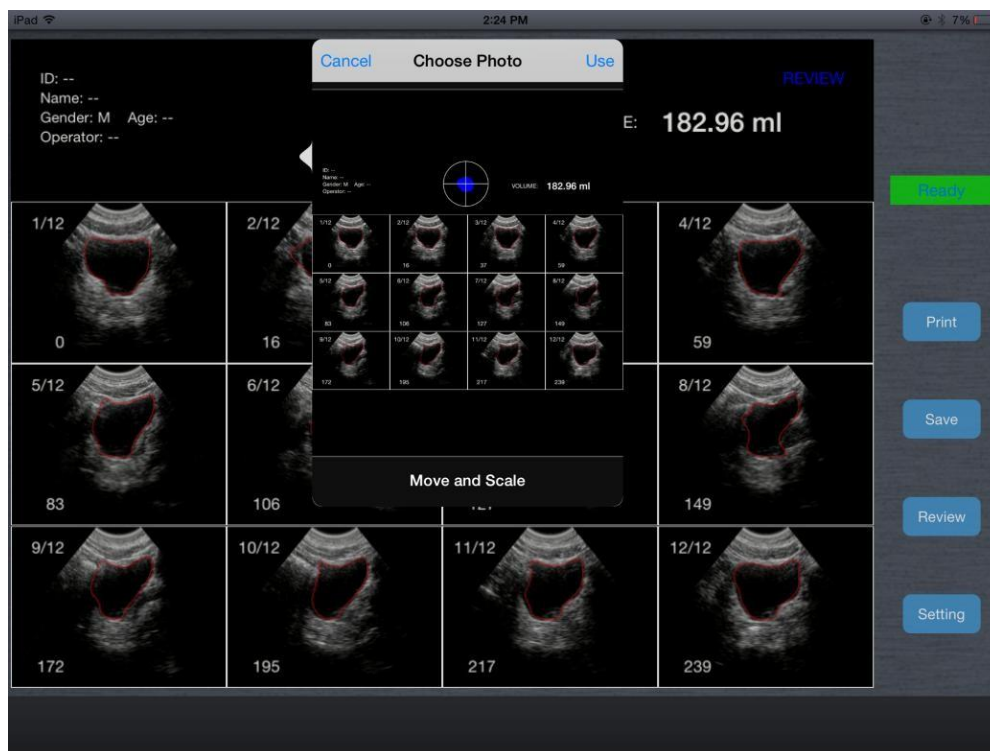 iPad 2:24 PM 7%
Cancel Choose Photo Use
ID: --
Name: --
Gender: M Age: --
Operator: --
REVIEW
E: 182.96 ml
Ready
ID: --
Name: --
Gender: M Age: --
Operator: --
VOLUME: 182.96 ml
1/12 2/12 3/12 4/12
0 16 37 59
5/12 6/12 7/12 8/12
83 106 127 149
9/12 10/12 11/12 12/12
172 195 217 239
Move and Scale
1/12 2/12 4/12
0 16 59
5/12 6/12 8/12
83 106 127 149
9/12 10/12 11/12 12/12
172 195 217 239
Print
Save
Review
Setting